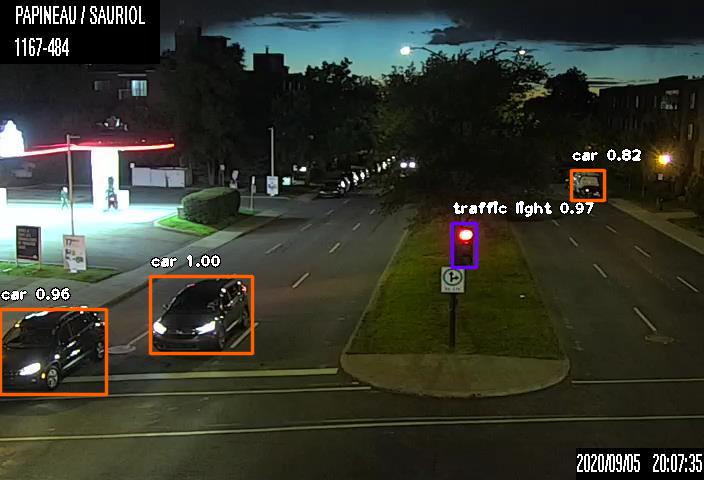 PAPINEAU / SAURIOL
1167-484
car 0.82
traffic light 0.97
car 1.00
car 0.96
2020/09/05 20:07:35